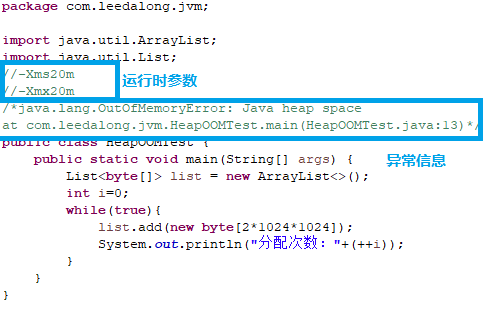 package com.leedalong.jvm;
import java.util.ArrayList;
import java.util.List;
//-Xms20m
//-Xmx20m
运行时参数
/*java.lang.OutOfMemoryError: Java heap space
at com.leedalong.jvm.HeapOOMTest.main(HeapOOMTest.java:13)*/
public class HeapOOMTest {
异常信息
public static void main(String[] args) {
List<byte[]> list = new ArrayList<>();
int i=0;
while(true){
list.add(new byte[2*1024*1024]);
System.out.println("分配次数："+(++i));
}
}
}